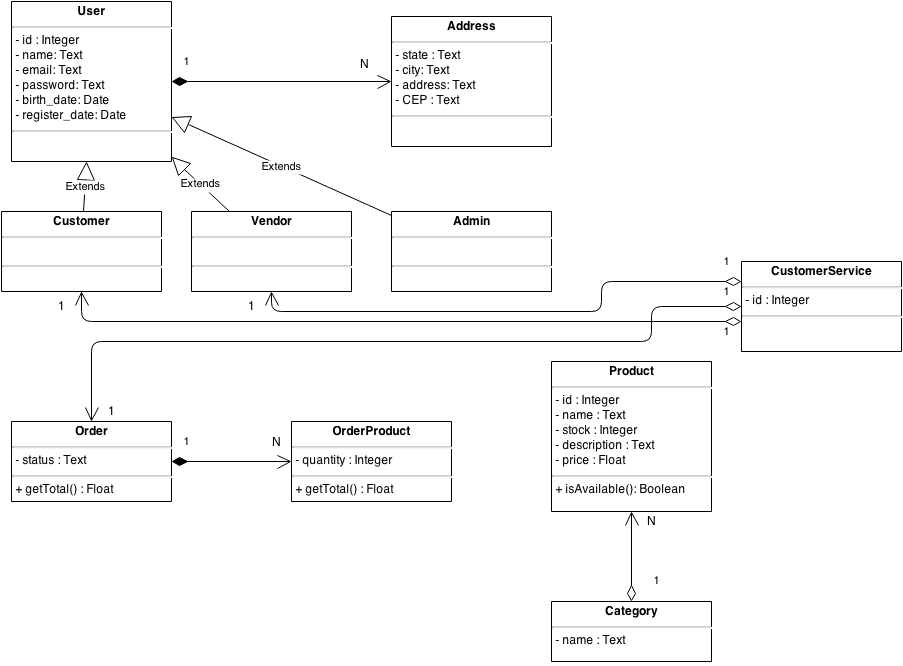 User
- id : Integer
- name: Text
- email: Text
- password: Text
- birth_date: Date
- register_date: Date
1
N
Address
- state : Text
- city: Text
- address: Text
- CEP : Text
Extends
Extends
Extends
Customer
Vendor
Admin
1
1
1
1
1
CustomerService
- id : Integer
1
Order
- status : Text
+ getTotal() : Float
1
N
OrderProduct
- quantity : Integer
+ getTotal() : Float
Product
- id : Integer
- name : Text
- stock : Integer
- description : Text
- price : Float
+ isAvailable(): Boolean
N
1
Category
- name : Text